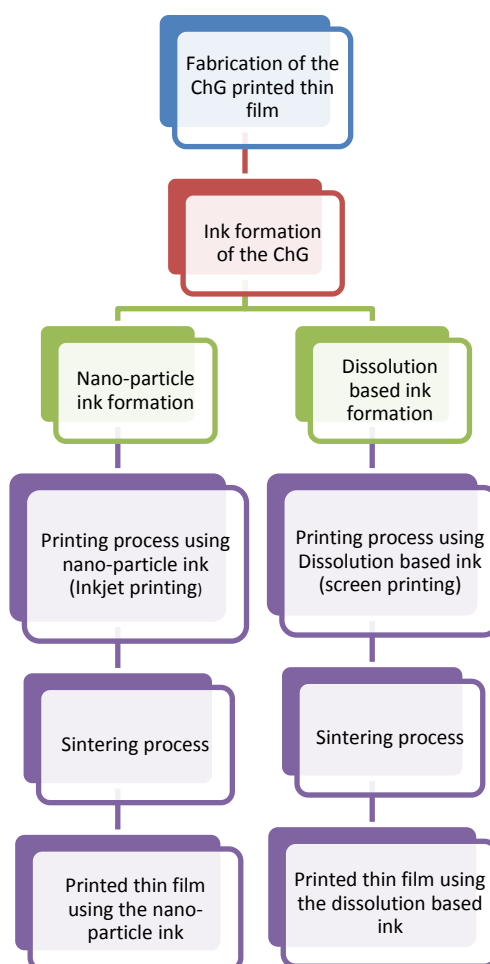 Fabrication of the
ChG printed thin
film
Ink formation
of the ChG
Nano-particle
ink formation
Dissolution
based ink
formation
Printing process using
nano-particle ink
(Inkjet printing)
Printing process using
Dissolution based ink
(screen printing)
Sintering process
Sintering process
Printed thin film
using the nano-
particle ink
Printed thin film using
the dissolution based
ink